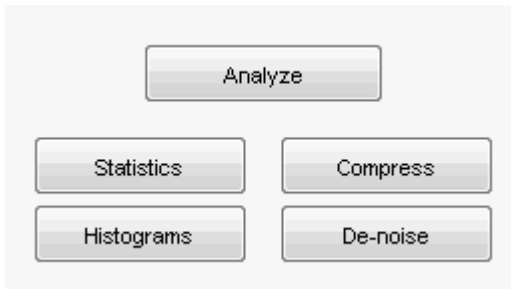 Analyze
Statistics
Compress
Histograms
De-noise